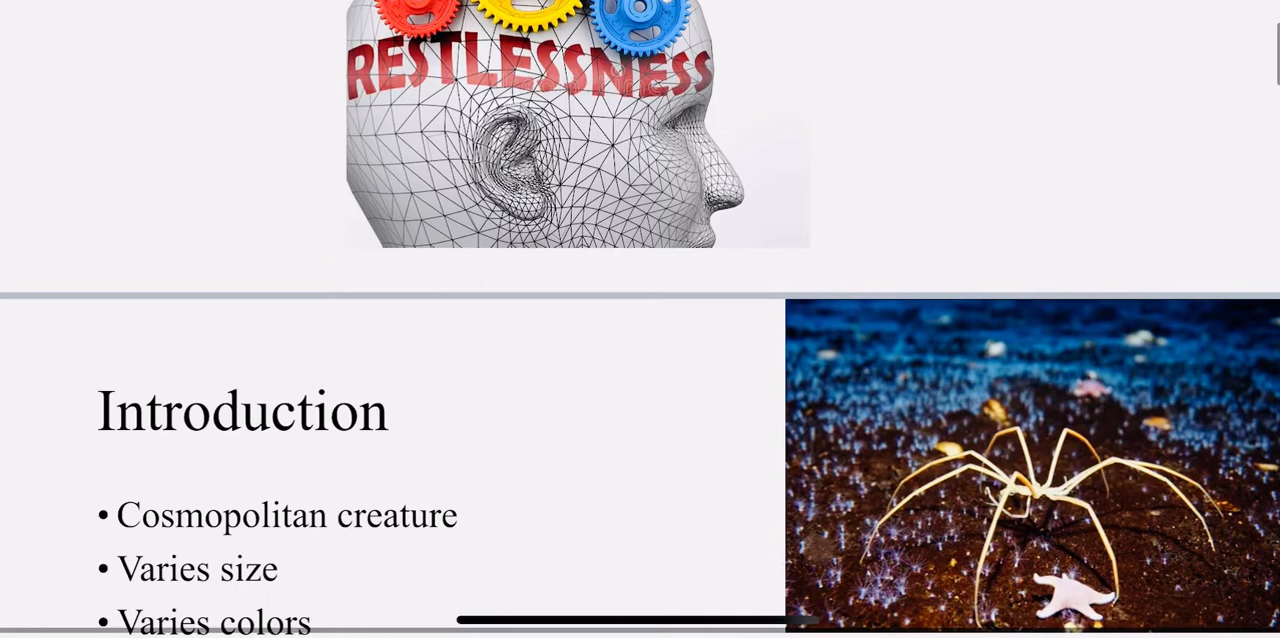 RESTLESSNESS
Introduction
• Cosmopolitan creature
• Varies size
• Varies colors